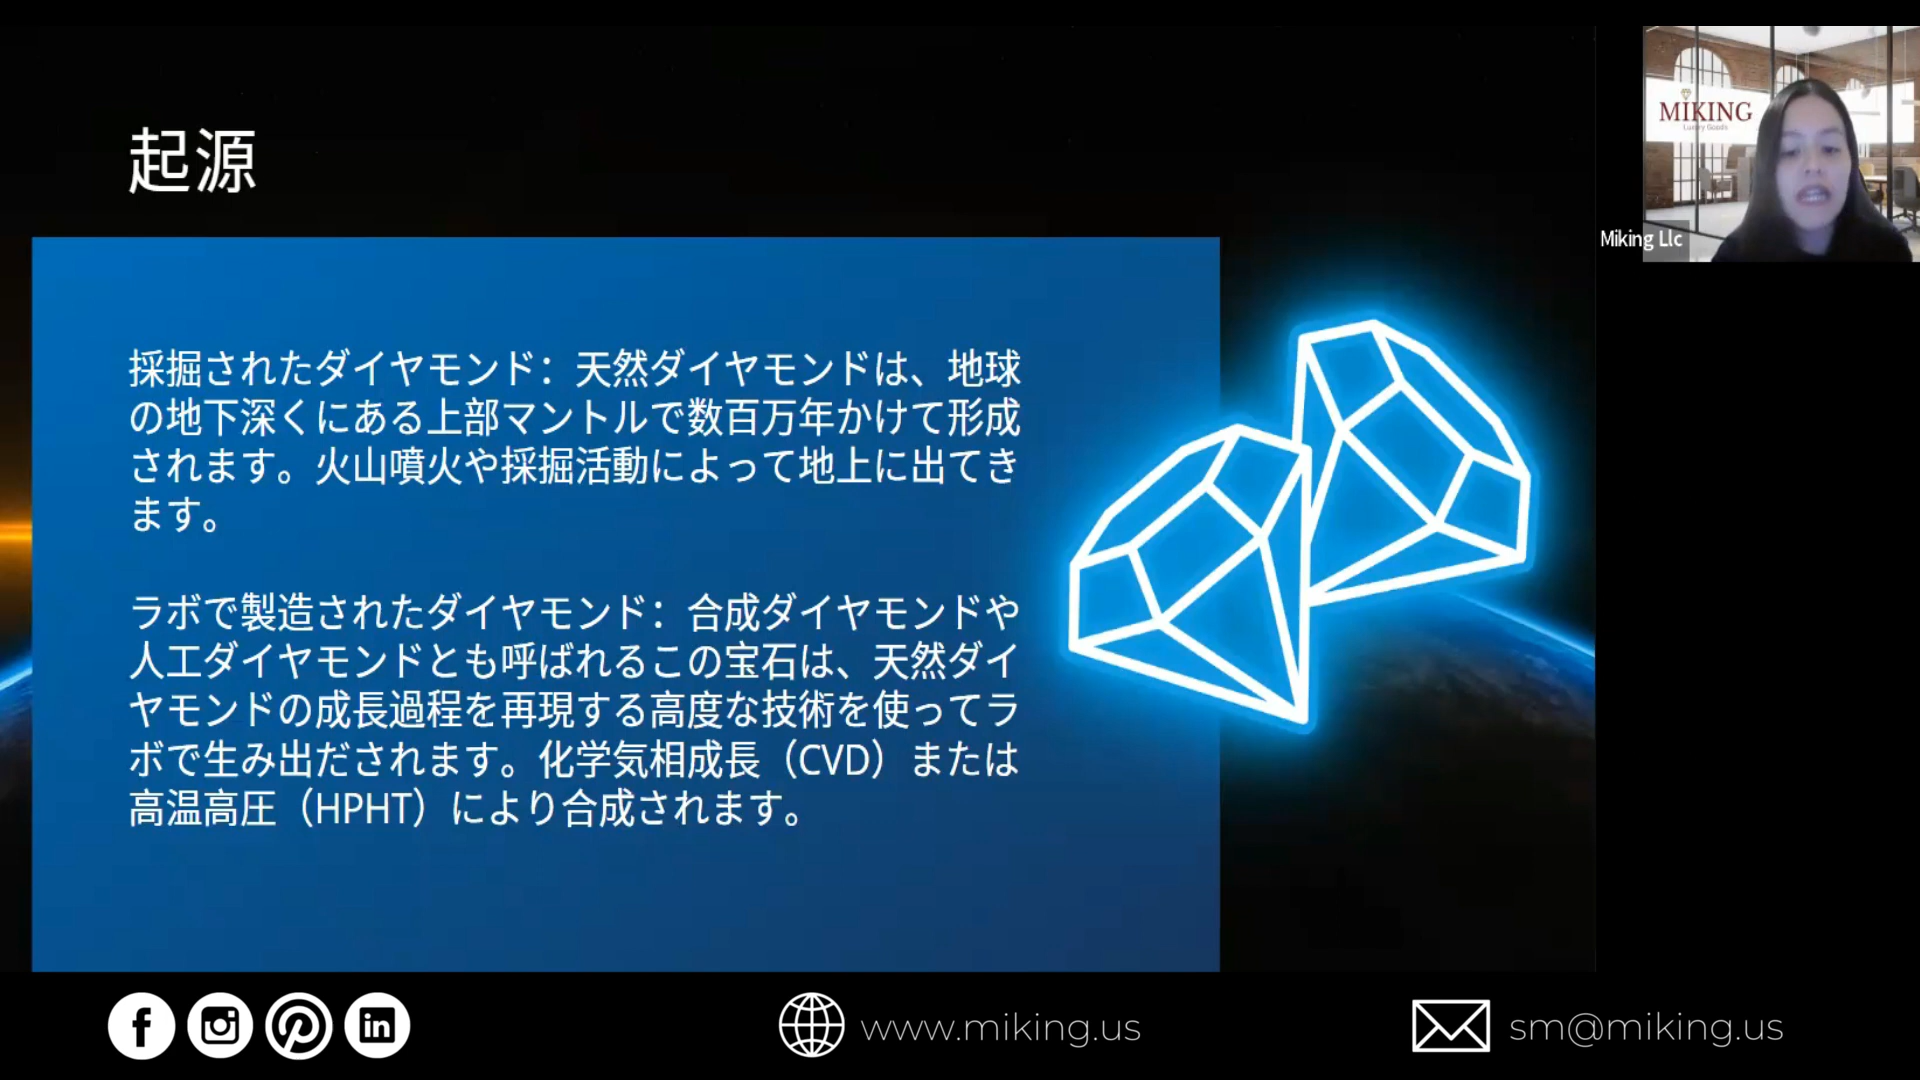 起源
採掘されたダイヤモンド：天然ダイヤモンドは、地球
の地下深くにある上部マントルで数百万年かけて形成
されます。火山噴火や採掘活動によって地上に出てき
ます。
ラボで製造されたダイヤモンド：合成ダイヤモンドや
人工ダイヤモンドとも呼ばれるこの宝石は、天然ダイ
ヤモンドの成長過程を再現する高度な技術を使ってラ
ボで生み出だされます。化学気相成長（CVD）または
高温高圧（HPHT）により合成されます。
MIKING
Luxury Goods
Miking Llc
www.miking.us
sm@miking.us